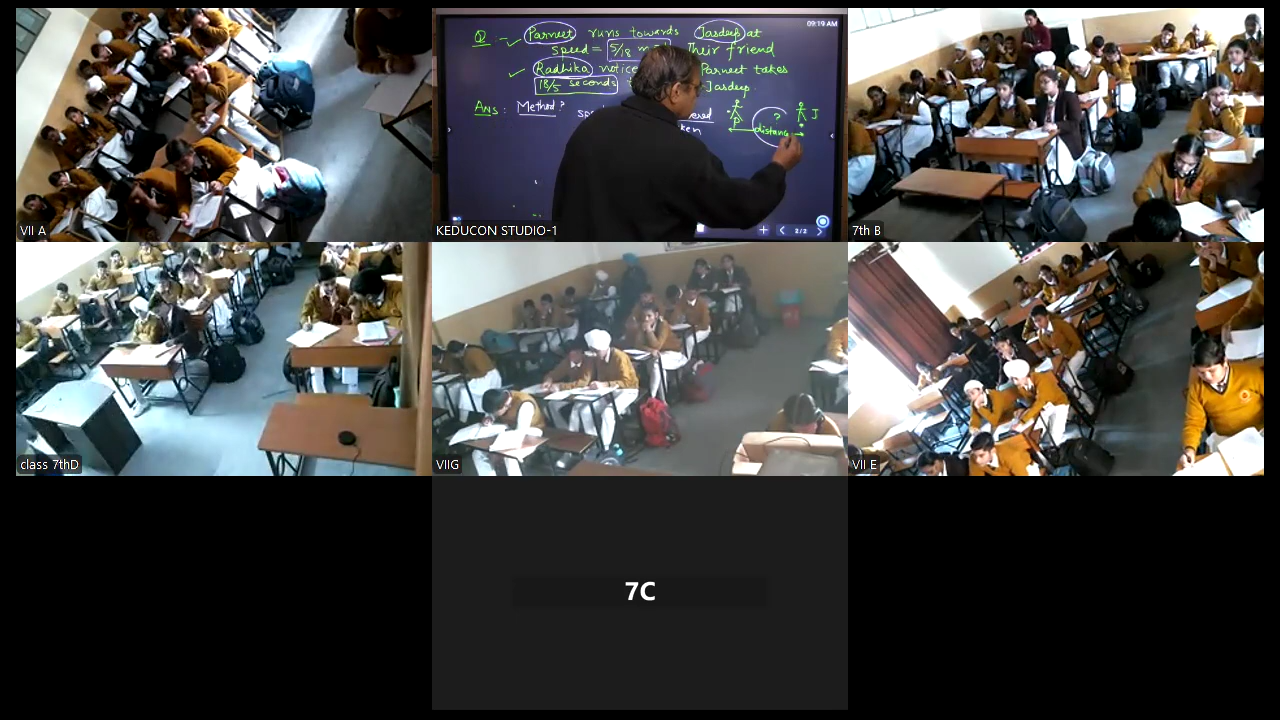 09:19 AM
Q - Parneet runs towards Jasdeep at
speed = 5/18 m Their friend
Radhika notice Parneet takes
18/5 seconds Jasdeep.
Ans : Method ? ered
? J
P distance
2/2
VII A
KEDUCON STUDIO-1
7th B
class 7thD
VIIG
VII E
7C